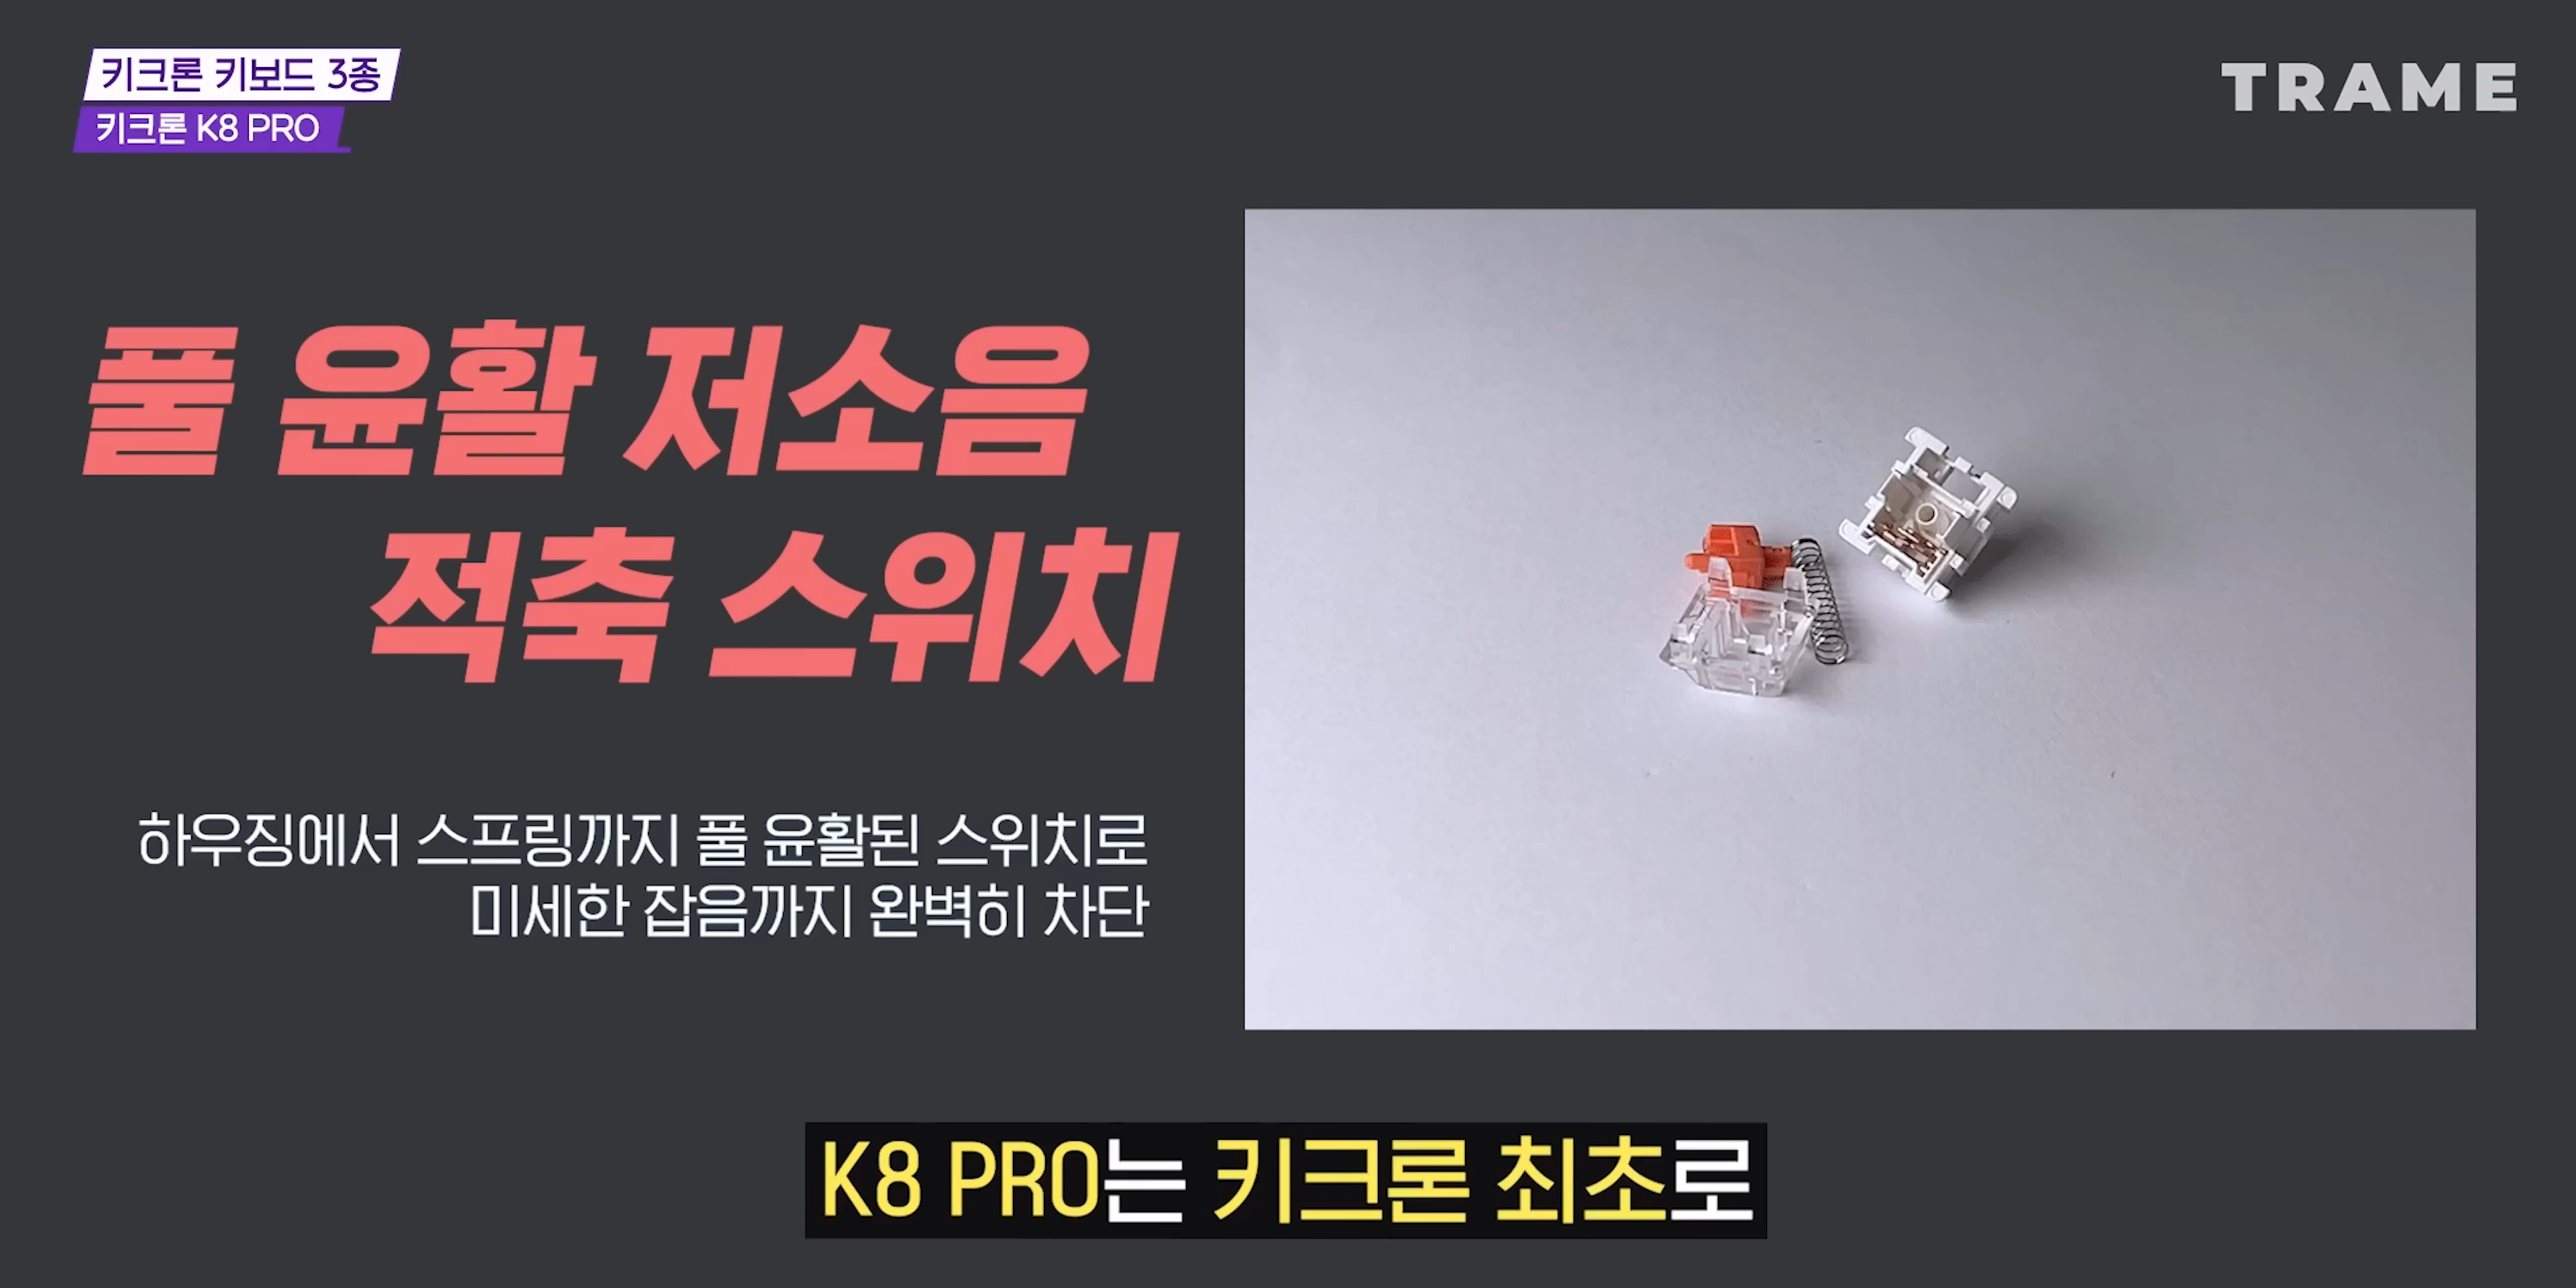 키크론 키보드 3종
키크론 K8 PRO
TRAME
풀 윤활 저소음
적축 스위치
하우징에서 스프링까지 풀 윤활된 스위치로
미세한 잡음까지 완벽히 차단
K8 PRO는 키크론 최초로